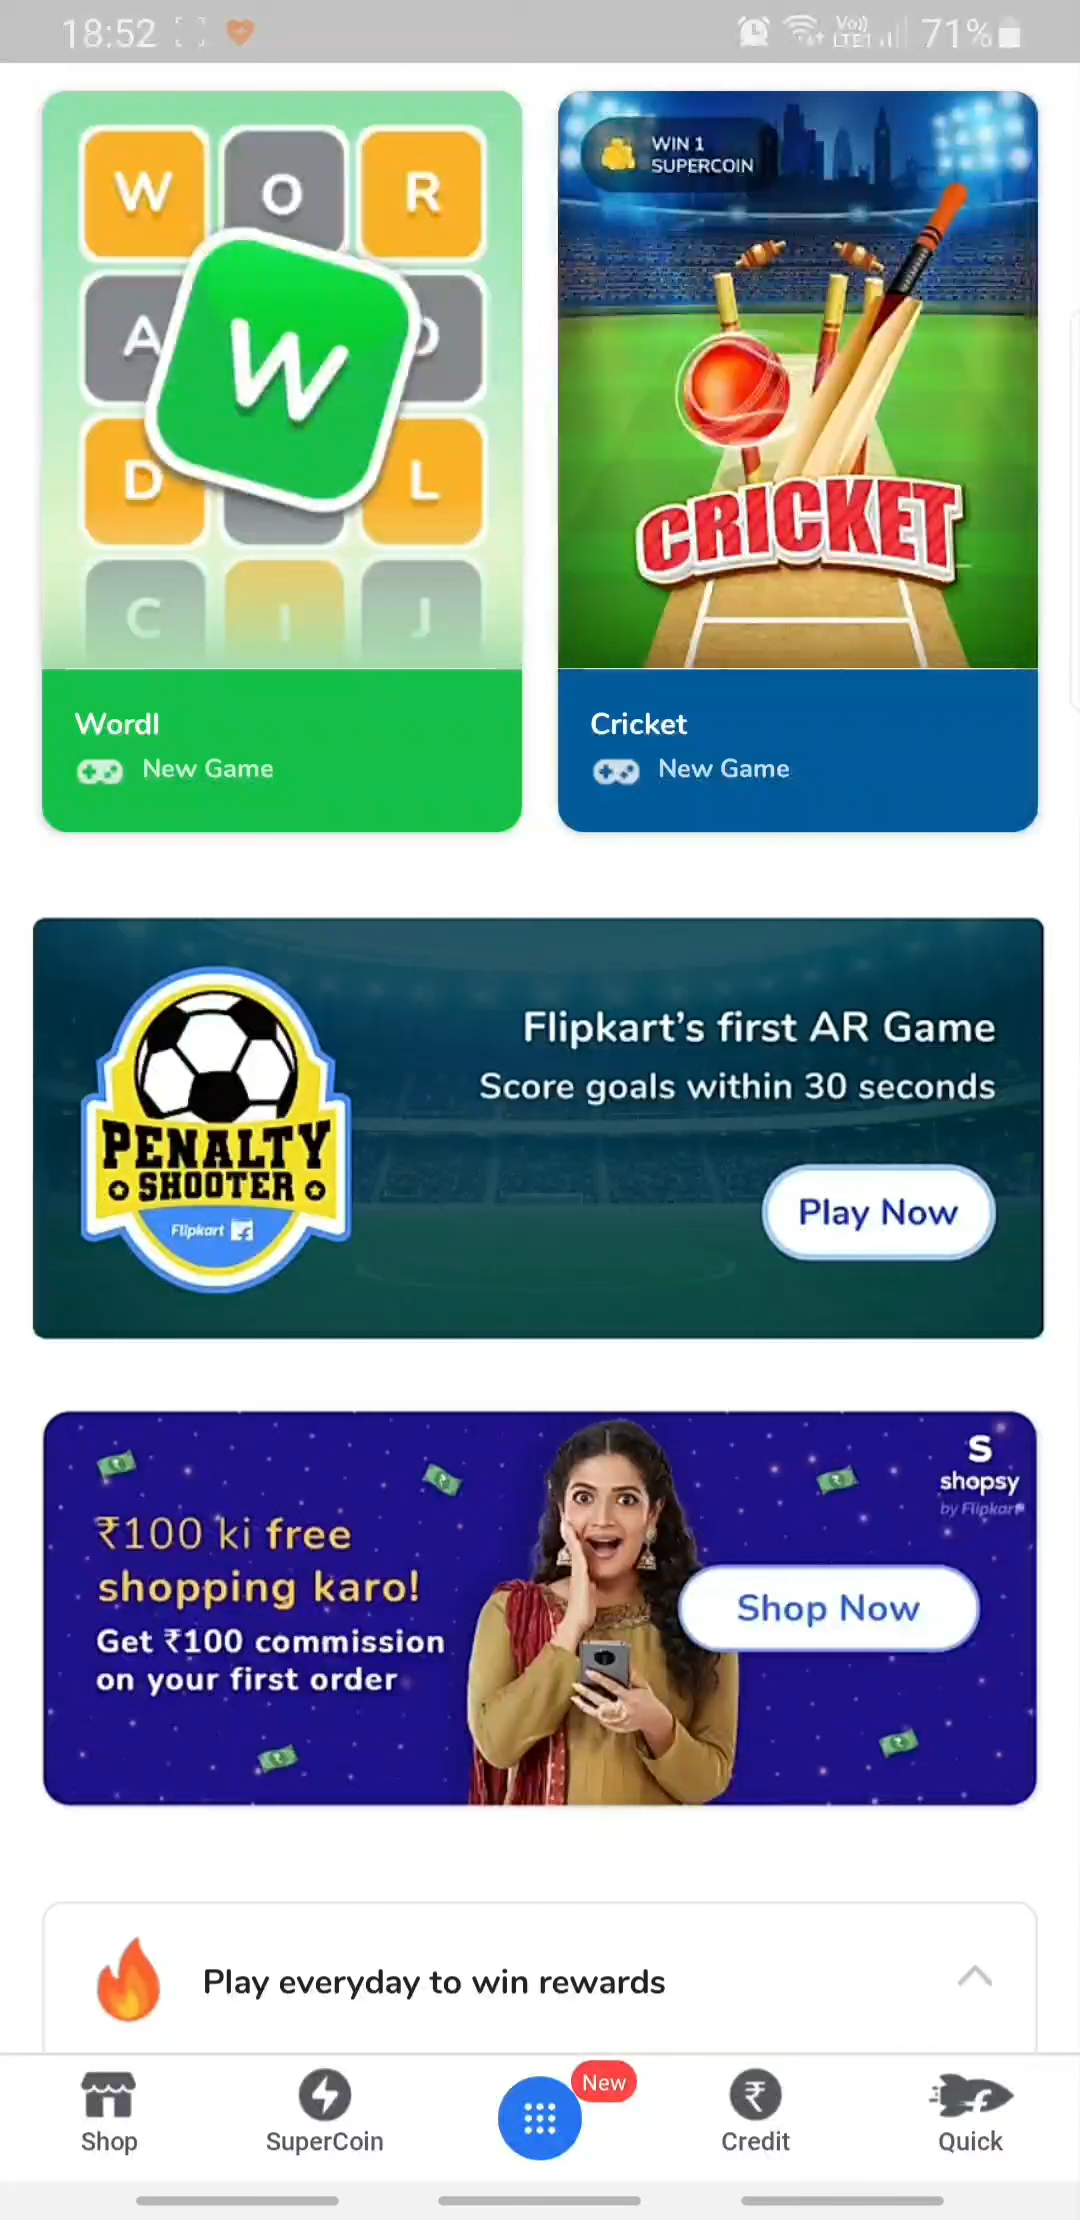 18:52
Vo))
LTE1
71%
W O R
A D
W
D L
C I J
WIN 1
SUPERCOIN
CRICKET
Wordl
New Game
Cricket
New Game
Flipkart’s first AR Game
Score goals within 30 seconds
PENALTY
SHOOTER
Flipkart
Play Now
S
shopsy
by Flipkart
₹100 ki free
shopping karo!
Get ₹100 commission
on your first order
Shop Now
Play everyday to win rewards
New
Shop
SuperCoin
Credit
Quick